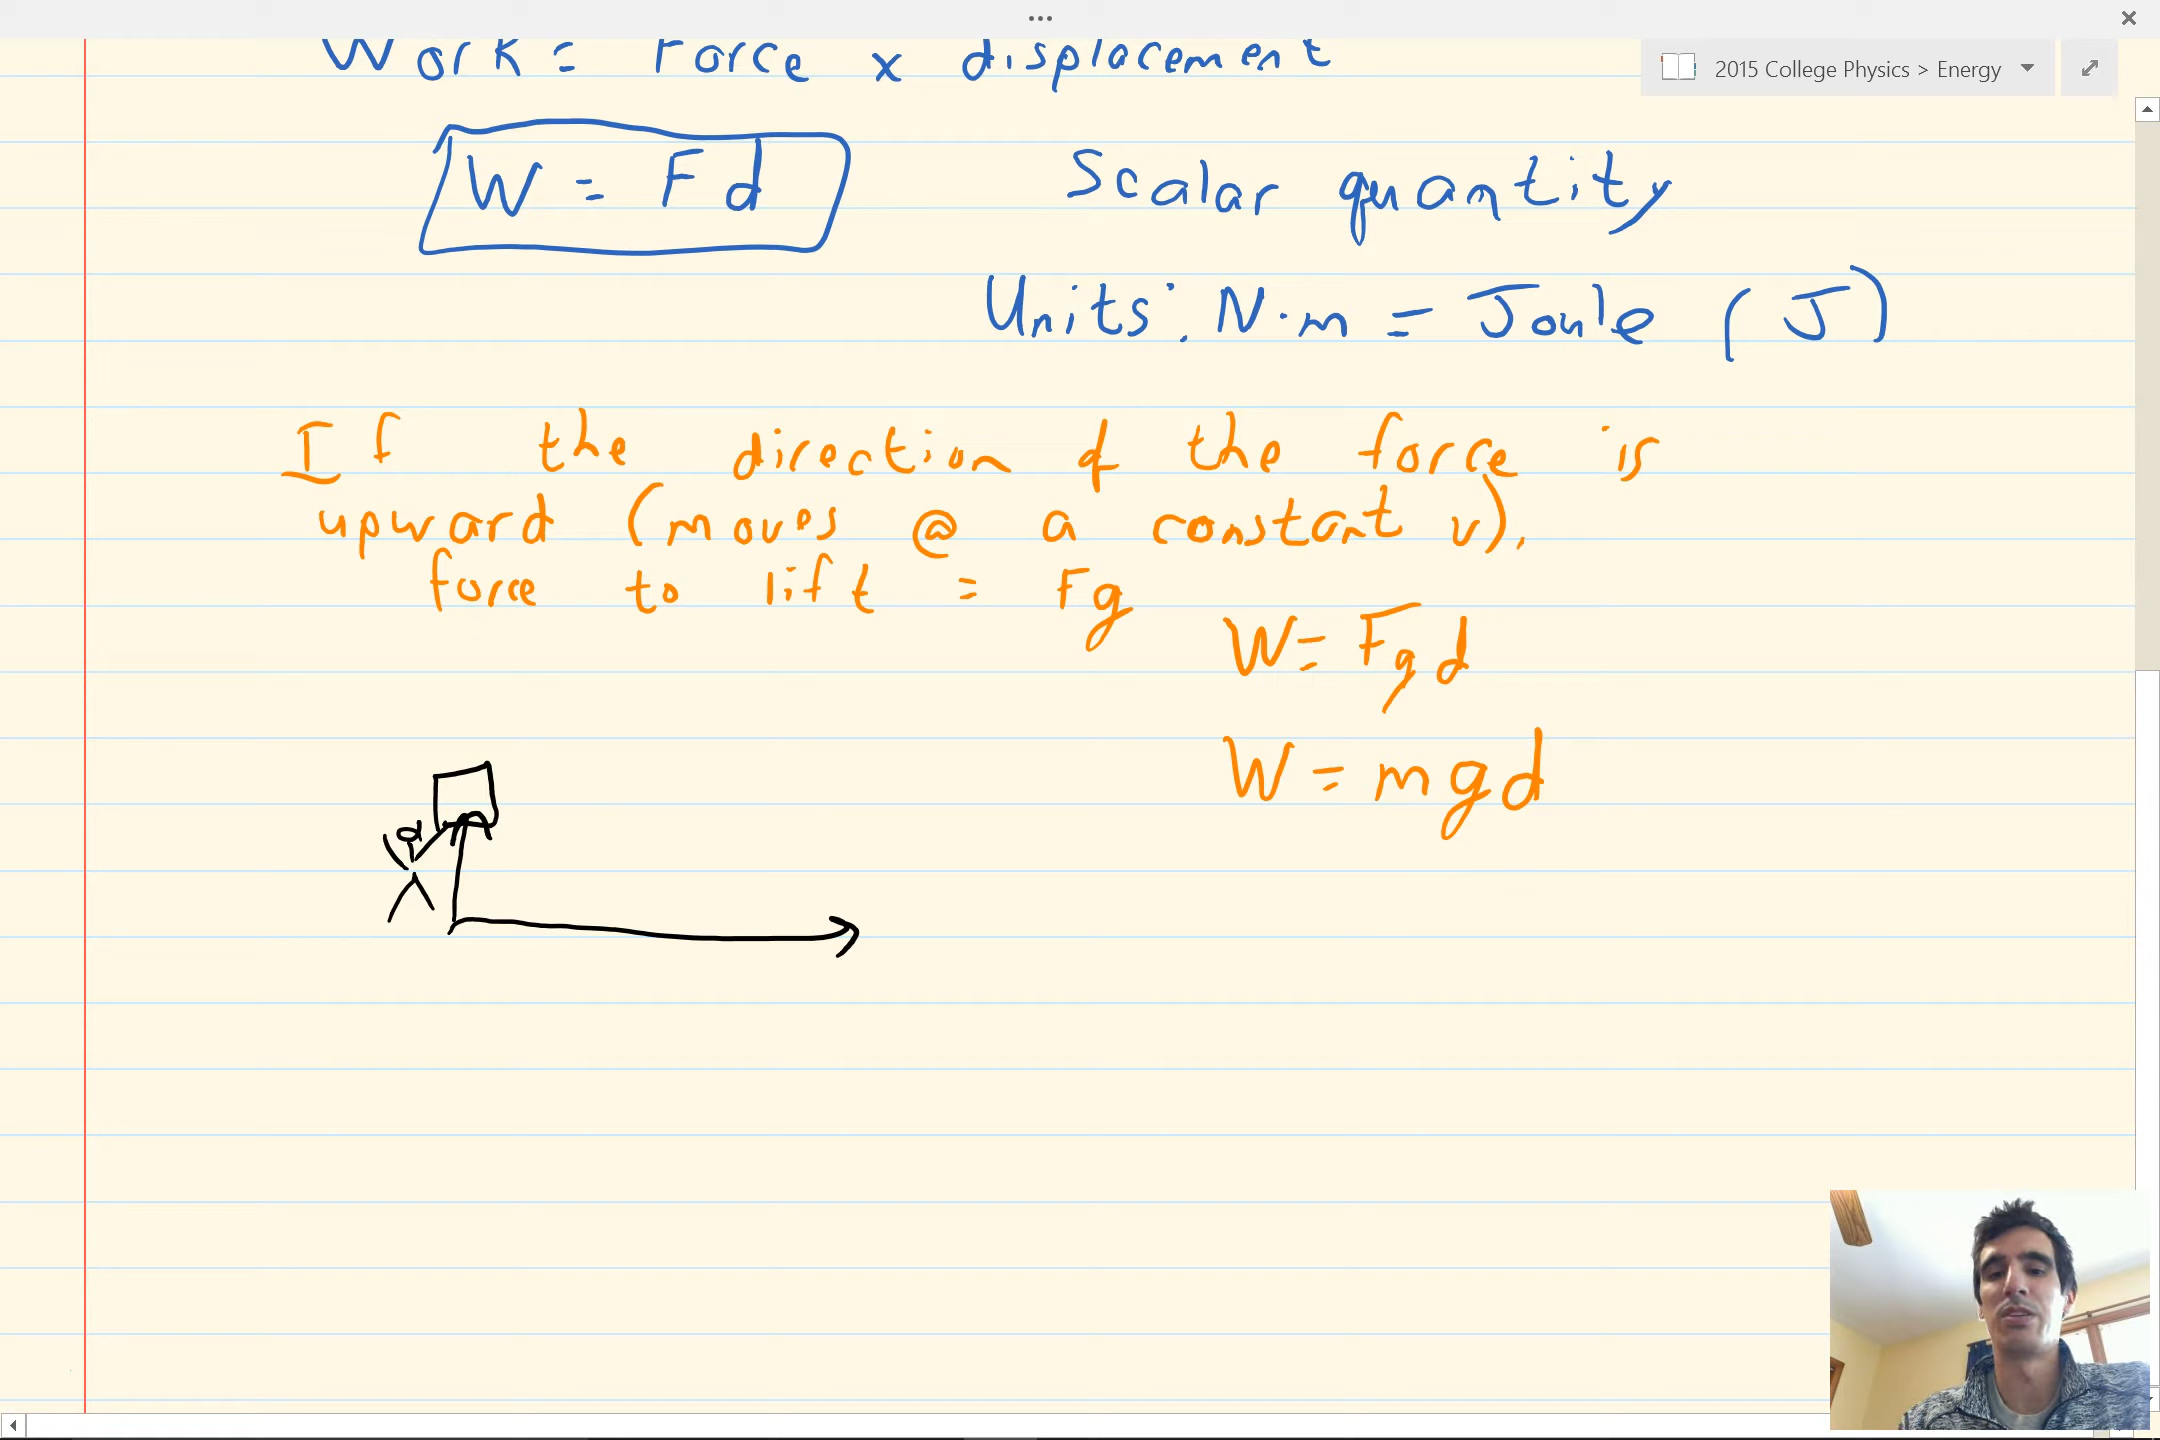 Work = Force x displacement
2015 College Physics > Energy
W = Fd
Scalar quantity
Units: N·m = Joule (J)
If the direction of the force is
upward (moves @ a constant v).
force to lift = Fg
W = Fg d
W = mgd